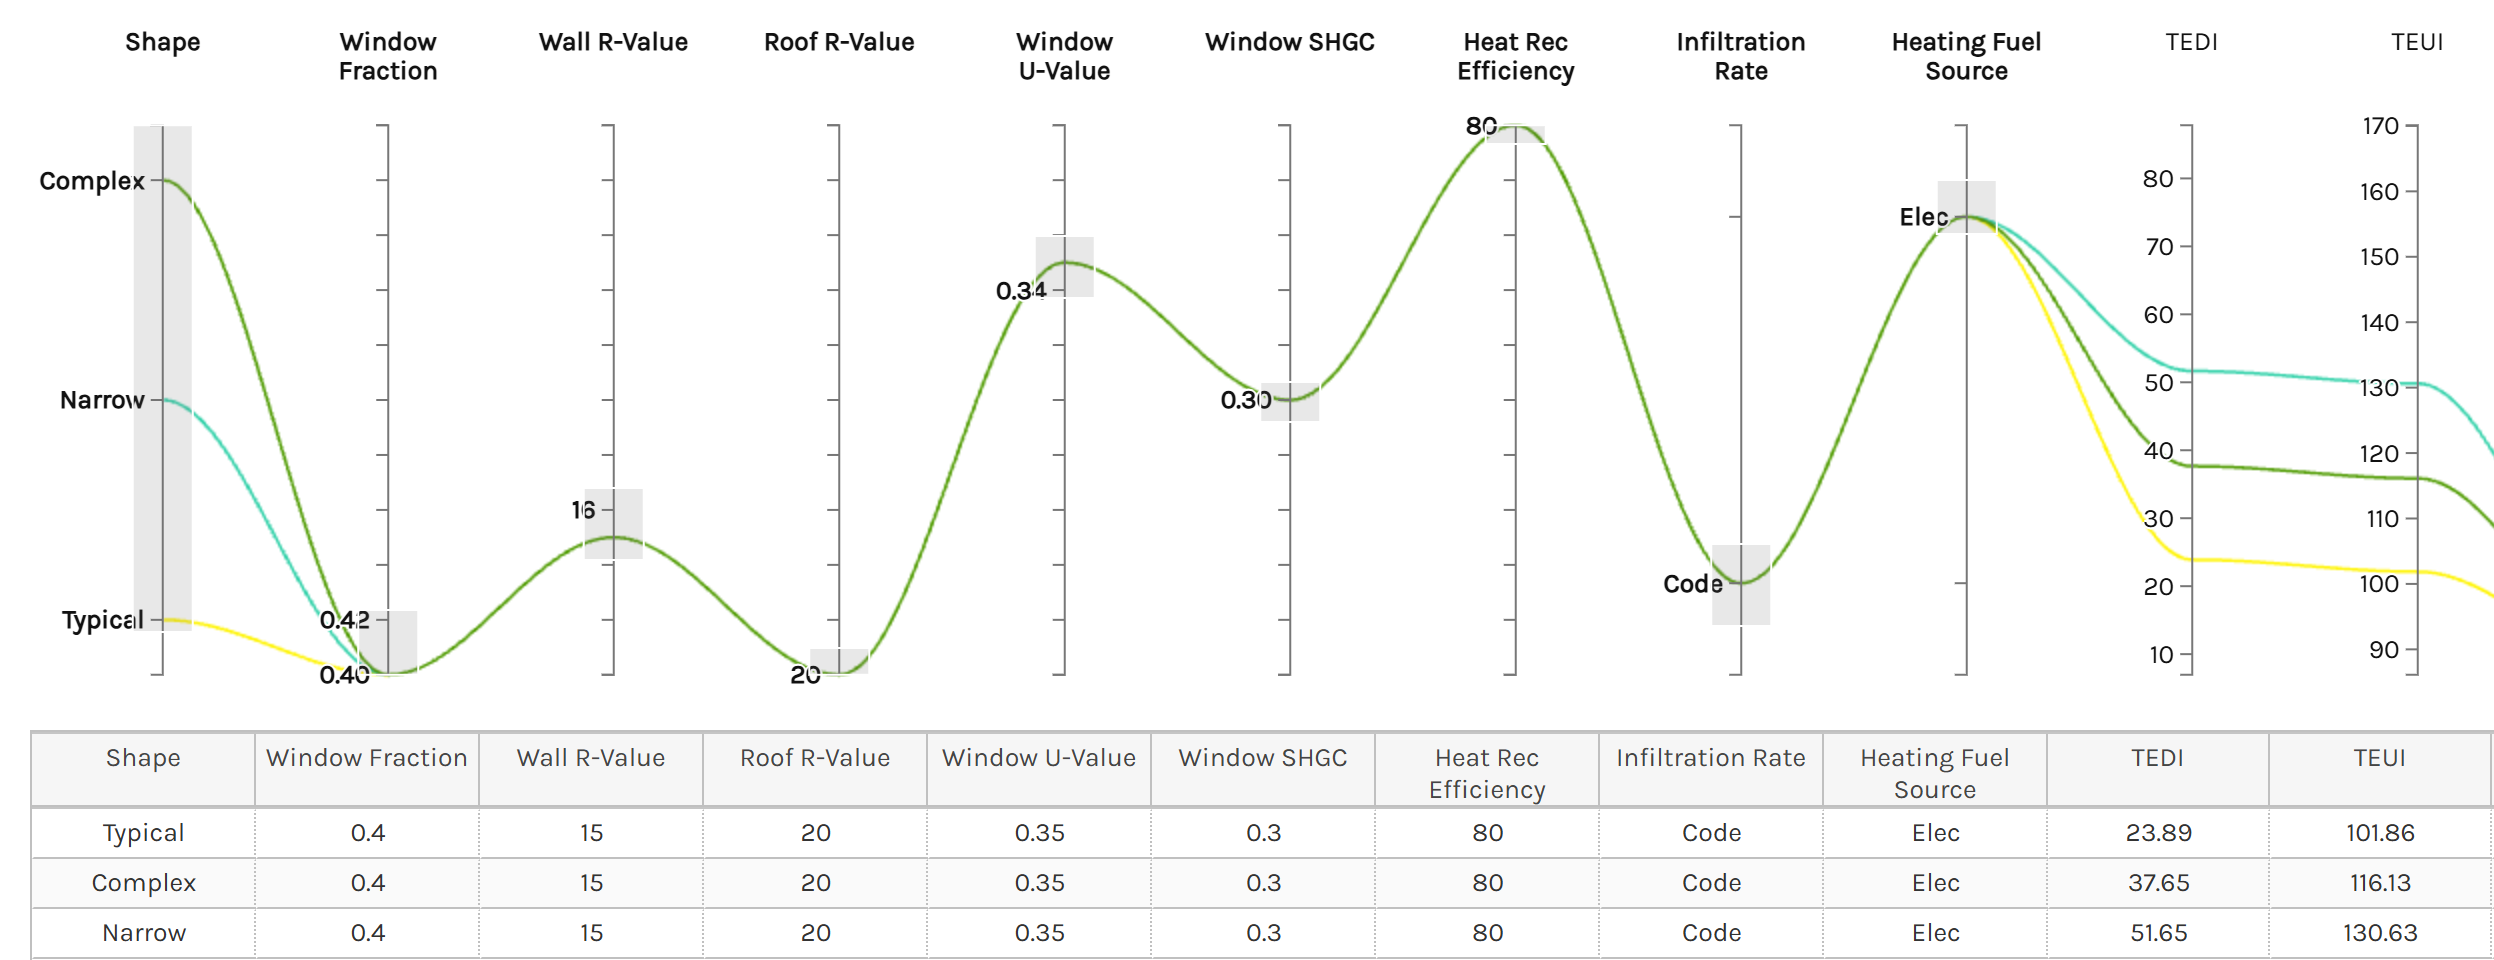 Shape Window Wall R-Value Roof R-Value Window Window SHGC Heat Rec Infiltration Heating Fuel TEDI TEUI
Fraction U-Value Efficiency Rate Source
80 170
Complex 80 160
Elec 70 150
0.34 60 140
Narrow 0.30 50 130
40 120
16 30 110
Code 20 100
Typical 0.42 10 90
0.40 20
Shape Window Fraction Wall R-Value Roof R-Value Window U-Value Window SHGC Heat Rec Infiltration Rate Heating Fuel TEDI TEUI
Efficiency Source
Typical 0.4 15 20 0.35 0.3 80 Code Elec 23.89 101.86
Complex 0.4 15 20 0.35 0.3 80 Code Elec 37.65 116.13
Narrow 0.4 15 20 0.35 0.3 80 Code Elec 51.65 130.63